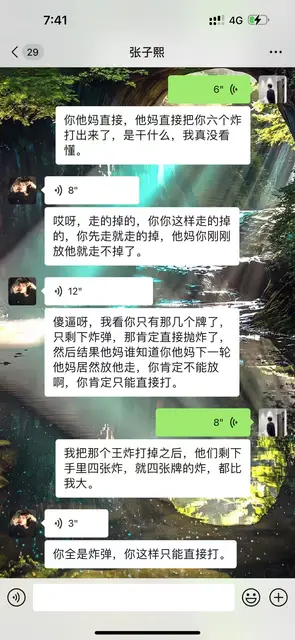 7:41
4G
29
张子熙
6"
你他妈直接，他妈直接把你六个炸
打出来了，是干什么，我真没看
懂。
8"
哎呀，走的掉的，你你这样走的掉
的，你先走就走的掉，他妈你刚刚
放他就走不掉了。
12"
傻逼呀，我看你只有那几个牌了，
只剩下炸弹，那肯定直接抛炸了，
然后结果他妈谁知道你他妈下一轮
他妈居然放他走，你肯定不能放
啊，你肯定只能直接打。
8"
我把那个王炸打掉之后，他们剩下
手里四张炸，就四张牌的炸，都比
我大。
3"
你全是炸弹，你这样只能直接打。